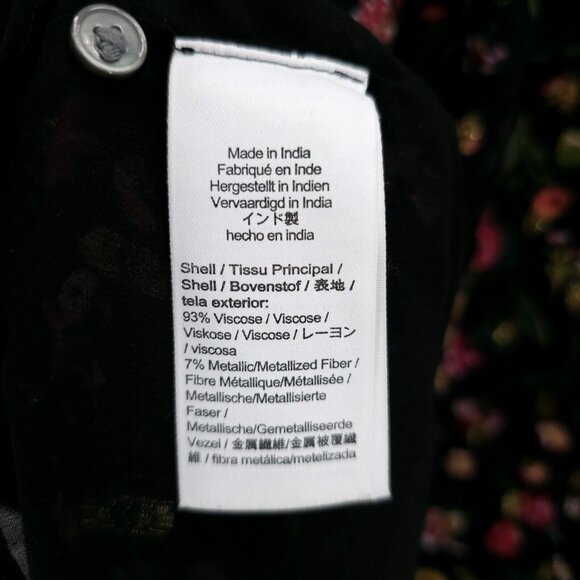 Made in India
Fabriqué en Inde
Hergestellt in Indien
Vervaardigd in India
インド製
hecho en india
Shell / Tissu Principal /
Shell / Bovenstof / 表地 /
tela exterior:
93% Viscose / Viscose /
Viskose / Viscose / レーヨン
/ viscosa
7% Metallic/Metallized Fiber /
Fibre Métallique/Métallisée /
Metallische/Metallisierte
Faser /
Metallische/Gemetalliseerde
Vezel / 金属繊維/金属被覆繊
維 / fibra metálica/metelizada